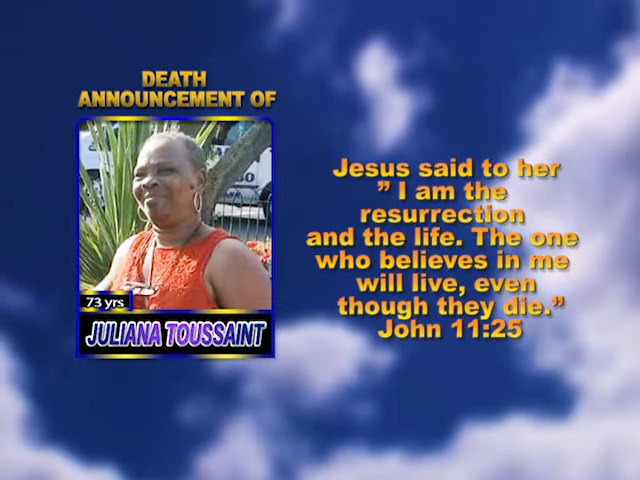 DEATH
ANNOUNCEMENT OF
73 yrs
JULIANA TOUSSAINT
Jesus said to her
” I am the
resurrection
and the life. The one
who believes in me
will live, even
though they die.”
John 11:25